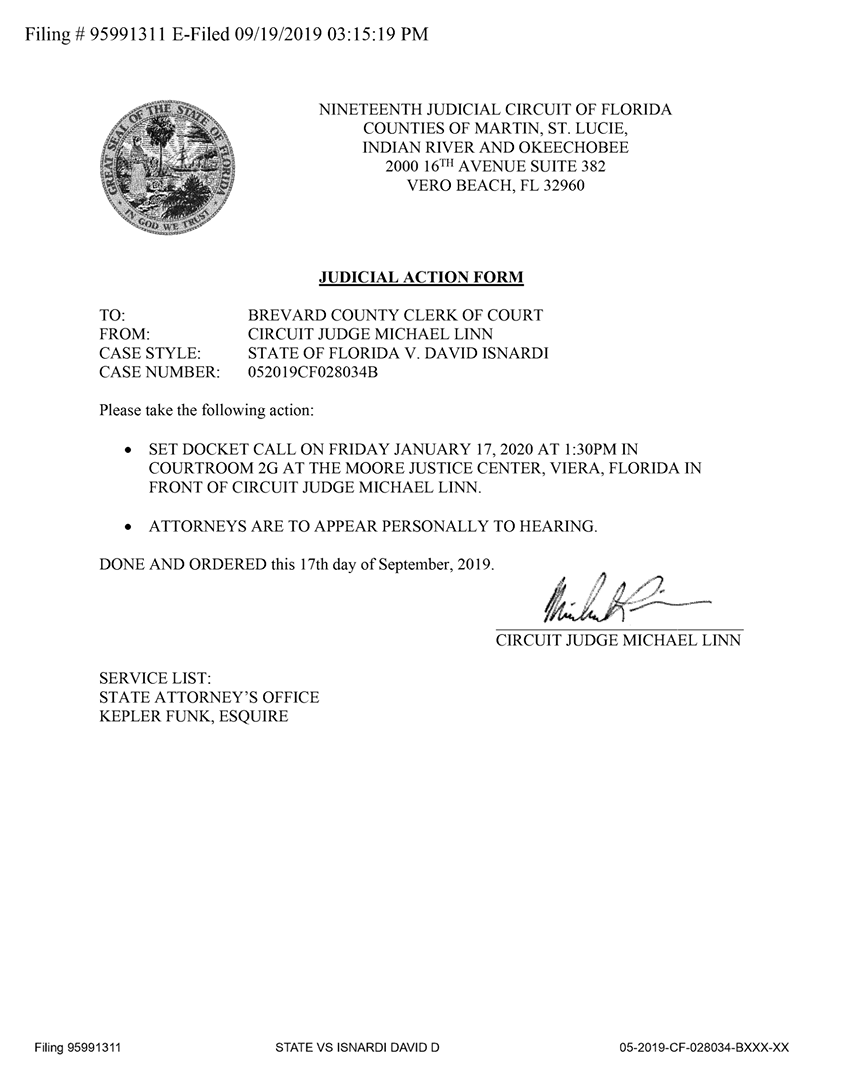 Filing # 95991311 E-Filed 09/19/2019 03:15:19 PM
GREAT SEAL OF THE STATE OF FLORIDA
IN GOD WE TRUST
NINETEENTH JUDICIAL CIRCUIT OF FLORIDA
COUNTIES OF MARTIN, ST. LUCIE,
INDIAN RIVER AND OKEECHOBEE
2000 16TH AVENUE SUITE 382
VERO BEACH, FL 32960
JUDICIAL ACTION FORM
TO: BREVARD COUNTY CLERK OF COURT
FROM: CIRCUIT JUDGE MICHAEL LINN
CASE STYLE: STATE OF FLORIDA V. DAVID ISNARDI
CASE NUMBER: 052019CF028034B
Please take the following action:
• SET DOCKET CALL ON FRIDAY JANUARY 17, 2020 AT 1:30PM IN
COURTROOM 2G AT THE MOORE JUSTICE CENTER, VIERA, FLORIDA IN
FRONT OF CIRCUIT JUDGE MICHAEL LINN.
• ATTORNEYS ARE TO APPEAR PERSONALLY TO HEARING.
DONE AND ORDERED this 17th day of September, 2019.
CIRCUIT JUDGE MICHAEL LINN
SERVICE LIST:
STATE ATTORNEY'S OFFICE
KEPLER FUNK, ESQUIRE
Filing 95991311 STATE VS ISNARDI DAVID D 05-2019-CF-028034-BXXX-XX